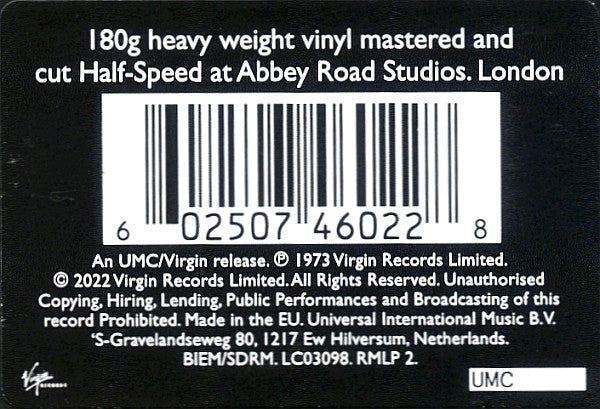 180g heavy weight vinyl mastered and
cut Half-Speed at Abbey Road Studios. London
6 02507 46022 8
An UMC/Virgin release. ℗ 1973 Virgin Records Limited.
© 2022 Virgin Records Limited. All Rights Reserved. Unauthorised
Copying, Hiring, Lending, Public Performances and Broadcasting of this
record Prohibited. Made in the EU. Universal International Music B.V.
'S-Gravelandseweg 80, 1217 Ew Hilversum, Netherlands.
BIEM/SDRM. LC03098. RMLP 2.
Virgin RECORDS
UMC